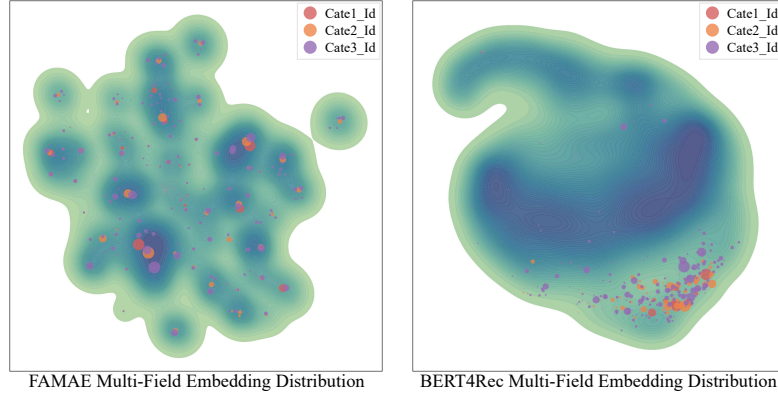 Cate1_Id
Cate2_Id
Cate3_Id
Cate1_Id
Cate2_Id
Cate3_Id
FAMAE Multi-Field Embedding Distribution
BERT4Rec Multi-Field Embedding Distribution